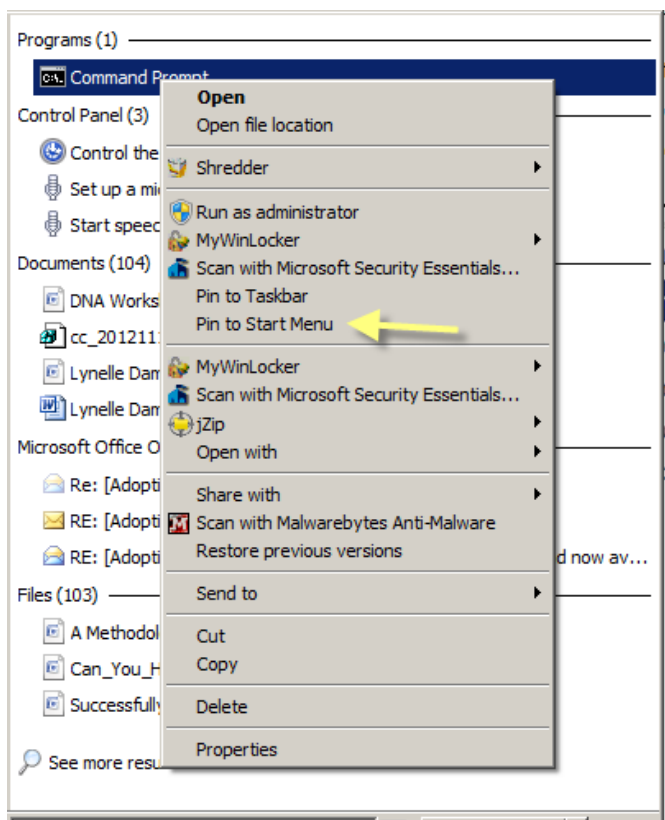 Programs (1)
Command Prompt
Control Panel (3)
Control the
Set up a mi
Start speec
Documents (104)
DNA Works
cc_201211
Lynelle Dam
Lynelle Dam
Microsoft Office O
Re: [Adopti
RE: [Adopti
RE: [Adopti d now av...
Files (103)
A Methodol
Can_You_H
Successfully
See more resu
Open
Open file location
Shredder
Run as administrator
MyWinLocker
Scan with Microsoft Security Essentials...
Pin to Taskbar
Pin to Start Menu
MyWinLocker
Scan with Microsoft Security Essentials...
jZip
Open with
Share with
Scan with Malwarebytes Anti-Malware
Restore previous versions
Send to
Cut
Copy
Delete
Properties